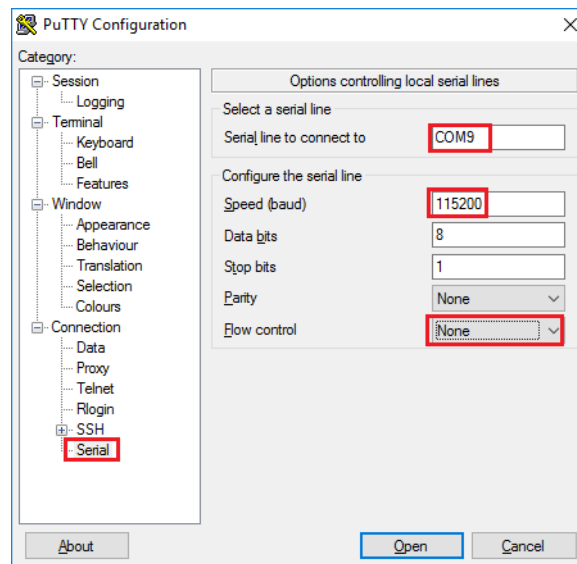 PuTTY Configuration
Category:
Session
Logging
Terminal
Keyboard
Bell
Features
Window
Appearance
Behaviour
Translation
Selection
Colours
Connection
Data
Proxy
Telnet
Rlogin
SSH
Serial
Options controlling local serial lines
Select a serial line
Serial line to connect to COM9
Configure the serial line
Speed (baud) 115200
Data bits 8
Stop bits 1
Parity None
Flow control None
About Open Cancel